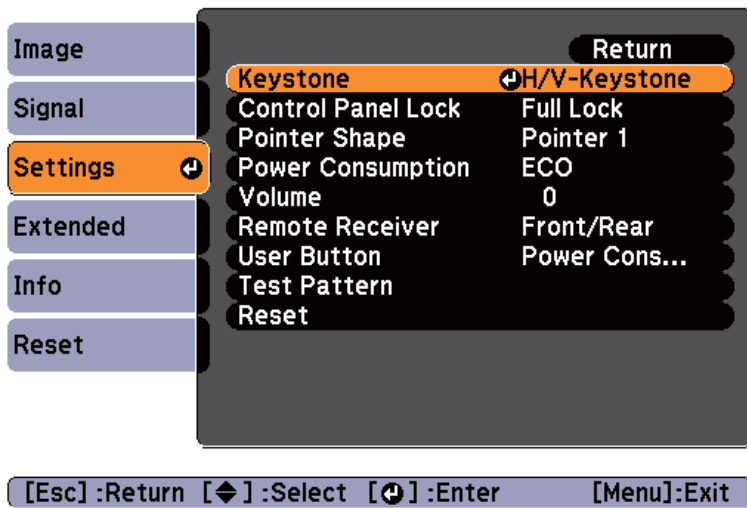 Image
Signal
Settings
Extended
Info
Reset
Return
Keystone H/V-Keystone
Control Panel Lock Full Lock
Pointer Shape Pointer 1
Power Consumption ECO
Volume 0
Remote Receiver Front/Rear
User Button Power Cons...
Test Pattern
Reset
[Esc] :Return [◆] :Select [↵] :Enter [Menu]:Exit